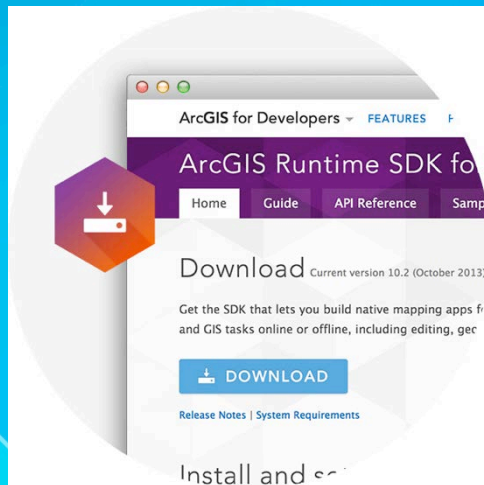 ArcGIS for Developers FEATURES
ArcGIS Runtime SDK
Home Guide API Reference
Download Current version 10.2 (October 2013)
Get the SDK that lets you build native mapping apps
and GIS tasks online or offline, including editing,
DOWNLOAD
Release Notes | System Requirements
Install and